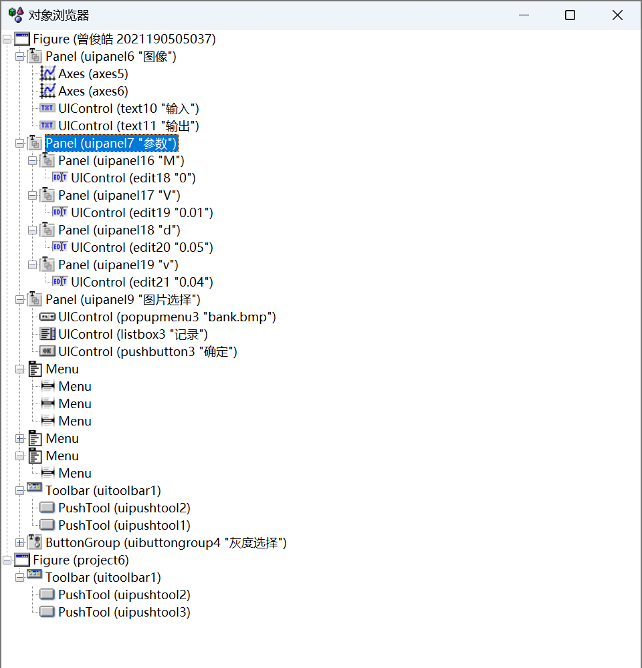 对象浏览器
Figure (曾俊皓 2021190505037)
Panel (uipanel6 "图像")
Axes (axes5)
Axes (axes6)
UIControl (text10 "输入")
UIControl (text11 "输出")
Panel (uipanel7 "参数")
Panel (uipanel16 "M")
UIControl (edit18 "0")
Panel (uipanel17 "V")
UIControl (edit19 "0.01")
Panel (uipanel18 "d")
UIControl (edit20 "0.05")
Panel (uipanel19 "v")
UIControl (edit21 "0.04")
Panel (uipanel9 "图片选择")
UIControl (popupmenu3 "bank.bmp")
UIControl (listbox3 "记录")
UIControl (pushbutton3 "确定")
Menu
Menu
Menu
Menu
Menu
Menu
Menu
Toolbar (uitoolbar1)
PushTool (uipushtool2)
PushTool (uipushtool1)
ButtonGroup (uibuttongroup4 "灰度选择")
Figure (project6)
Toolbar (uitoolbar1)
PushTool (uipushtool2)
PushTool (uipushtool3)